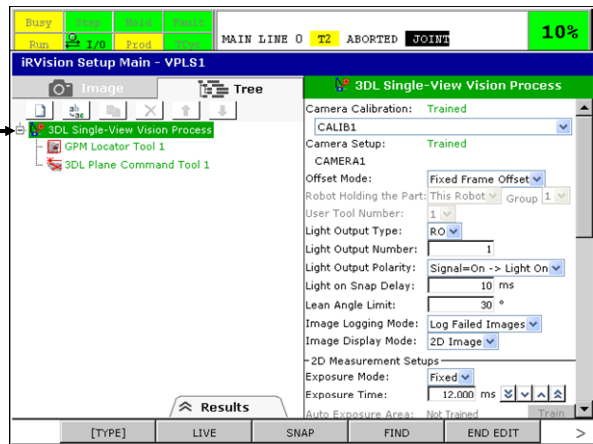 Busy Step Hold Fault
Run I/O Prod TCyc
MAIN LINE 0 T2 ABORTED JOINT
10%
iRVision Setup Main - VPLS1
Image Tree
3DL Single-View Vision Process
GPM Locator Tool 1
3DL Plane Command Tool 1
Results
3DL Single-View Vision Process
Camera Calibration: Trained
CALIB1
Camera Setup: Trained
CAMERA1
Offset Mode: Fixed Frame Offset
Robot Holding the Part: This Robot Group 1
User Tool Number: 1
Light Output Type: RO
Light Output Number: 1
Light Output Polarity: Signal=On -> Light On
Light on Snap Delay: 10 ms
Lean Angle Limit: 30 °
Image Logging Mode: Log Failed Images
Image Display Mode: 2D Image
2D Measurement Setups
Exposure Mode: Fixed
Exposure Time: 12.000 ms
Auto Exposure Area: Not Trained Train
[TYPE] LIVE SNAP FIND END EDIT >